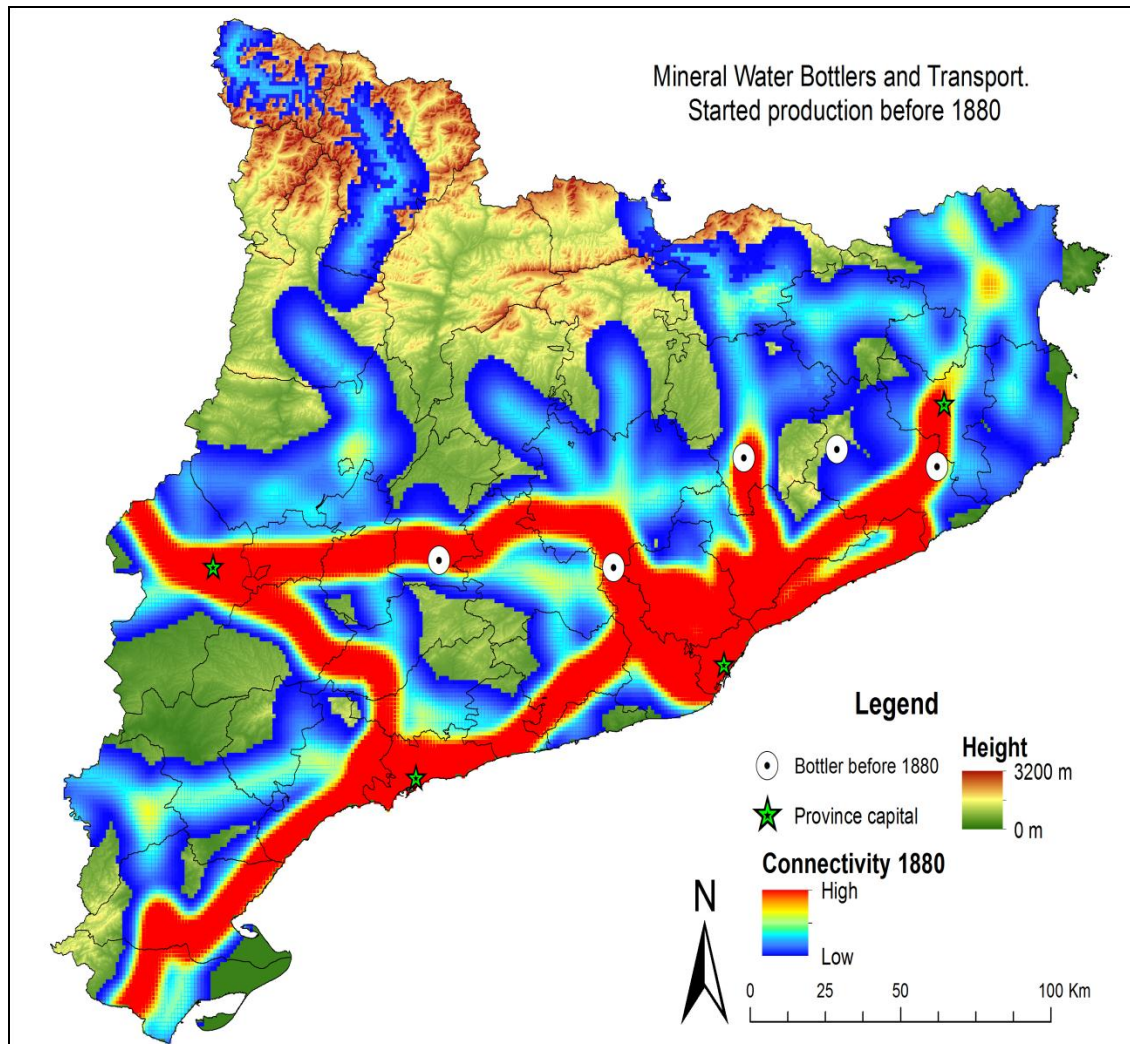 Mineral Water Bottlers and Transport.
Started production before 1880
Legend
Bottler before 1880
Province capital
Height
3200 m
0 m
Connectivity 1880
High
Low
N
0 25 50 100 Km